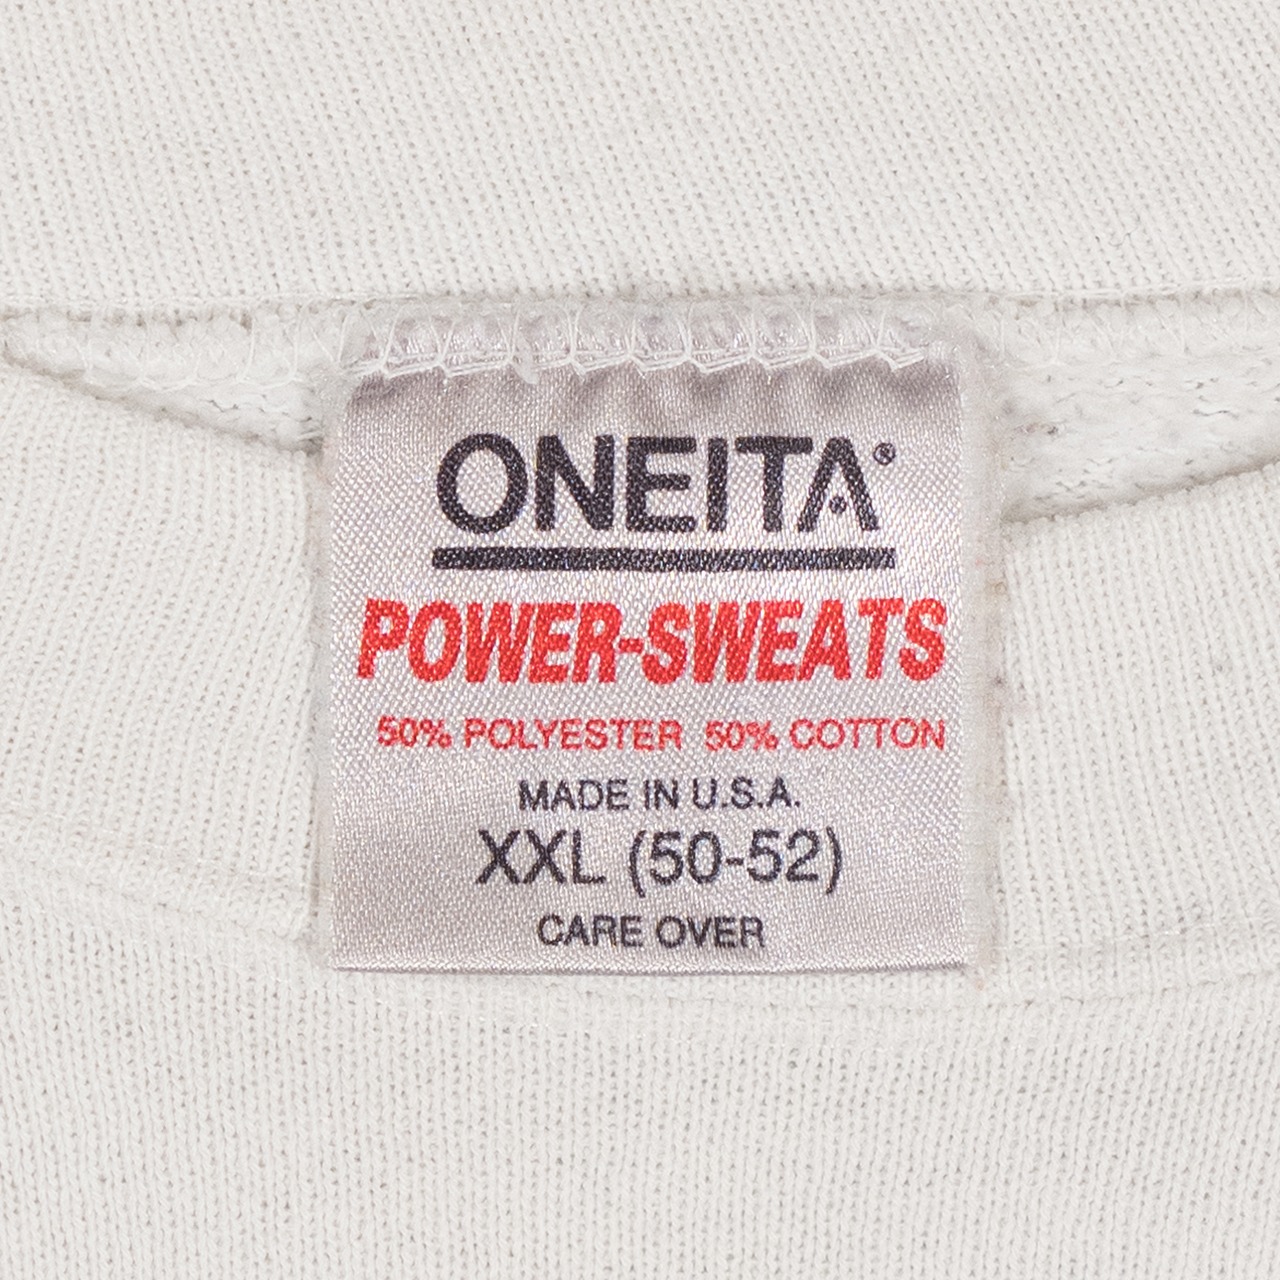 ONEITA®
POWER-SWEATS
50% POLYESTER 50% COTTON
MADE IN U.S.A.
XXL (50-52)
CARE OVER